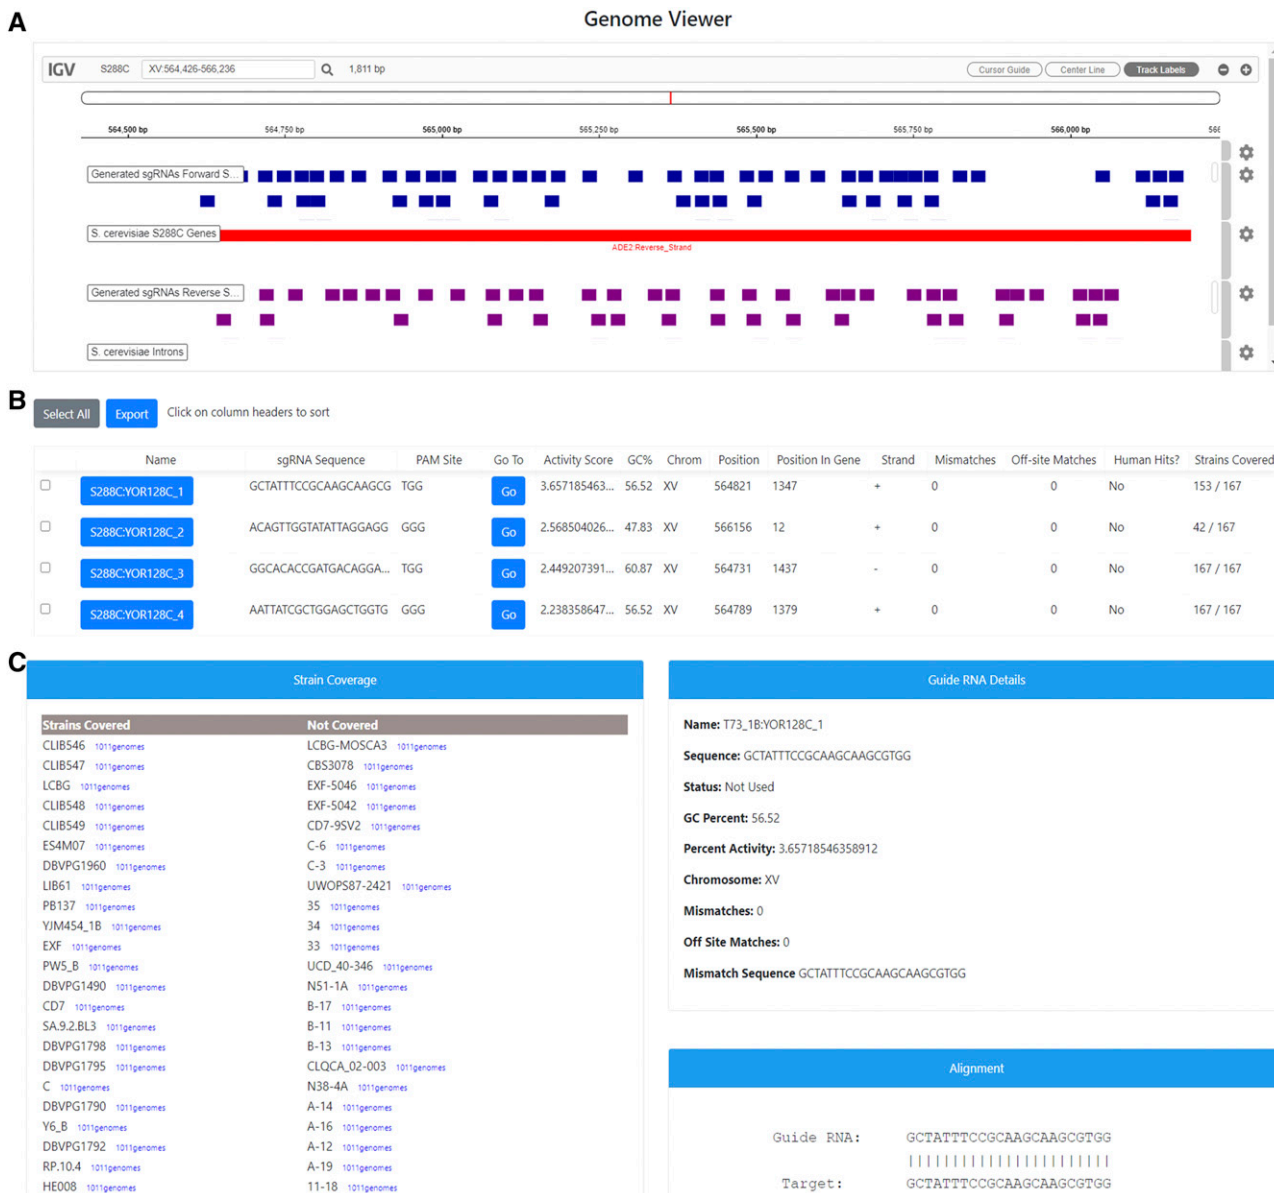 A
Genome Viewer
IGV S288C XV:564,426-566,236 1,811 bp Cursor Guide Center Line Track Labels
564,500 bp 564,750 bp 565,000 bp 565,250 bp 565,500 bp 565,750 bp 566,000 bp 566
Generated sgRNAs Forward S...
S. cerevisiae S288C Genes
ADE2:Reverse_Strand
Generated sgRNAs Reverse S...
S. cerevisiae Introns
B
Select All Export Click on column headers to sort
Name sgRNA Sequence PAM Site Go To Activity Score GC% Chrom Position Position In Gene Strand Mismatches Off-site Matches Human Hits? Strains Covered
S288C:YOR128C_1 GCTATTTCCGCAAGCAAGCG TGG Go 3.657185463... 56.52 XV 564821 1347 + 0 0 No 153 / 167
S288C:YOR128C_2 ACAGTTGGTATATTAGGAGG GGG Go 2.568504026... 47.83 XV 566156 12 + 0 0 No 42 / 167
S288C:YOR128C_3 GGCACACCGATGACAGGA... TGG Go 2.449207391... 60.87 XV 564731 1437 - 0 0 No 167 / 167
S288C:YOR128C_4 AATTATCGCTGGAGCTGGTG GGG Go 2.238358647... 56.52 XV 564789 1379 + 0 0 No 167 / 167
C
Strain Coverage
Strains Covered Not Covered
CLIB546 1011genomes LCBG-MOSCA3 1011genomes
CLIB547 1011genomes CBS3078 1011genomes
LCBG 1011genomes EXF-5046 1011genomes
CLIB548 1011genomes EXF-5042 1011genomes
CLIB549 1011genomes CD7-9SV2 1011genomes
ES4M07 1011genomes C-6 1011genomes
DBVPG1960 1011genomes C-3 1011genomes
LIB61 1011genomes UWOPS87-2421 1011genomes
PB137 1011genomes 35 1011genomes
YJM454_1B 1011genomes 34 1011genomes
EXF 1011genomes 33 1011genomes
PW5_B 1011genomes UCD_40-346 1011genomes
DBVPG1490 1011genomes N51-1A 1011genomes
CD7 1011genomes B-17 1011genomes
SA.9.2.BL3 1011genomes B-11 1011genomes
DBVPG1798 1011genomes B-13 1011genomes
DBVPG1795 1011genomes CLQCA_02-003 1011genomes
C 1011genomes N38-4A 1011genomes
DBVPG1790 1011genomes A-14 1011genomes
Y6_B 1011genomes A-16 1011genomes
DBVPG1792 1011genomes A-12 1011genomes
RP.10.4 1011genomes A-19 1011genomes
HE008 1011genomes 11-18 1011genomes
Guide RNA Details
Name: T73_1B:YOR128C_1
Sequence: GCTATTTCCGCAAGCAAGCGTGG
Status: Not Used
GC Percent: 56.52
Percent Activity: 3.65718546358912
Chromosome: XV
Mismatches: 0
Off Site Matches: 0
Mismatch Sequence GCTATTTCCGCAAGCAAGCGTGG
Alignment
Guide RNA: GCTATTTCCGCAAGCAAGCGTGG
|||||||||||||||||||||||
Target: GCTATTTCCGCAAGCAAGCGTGG